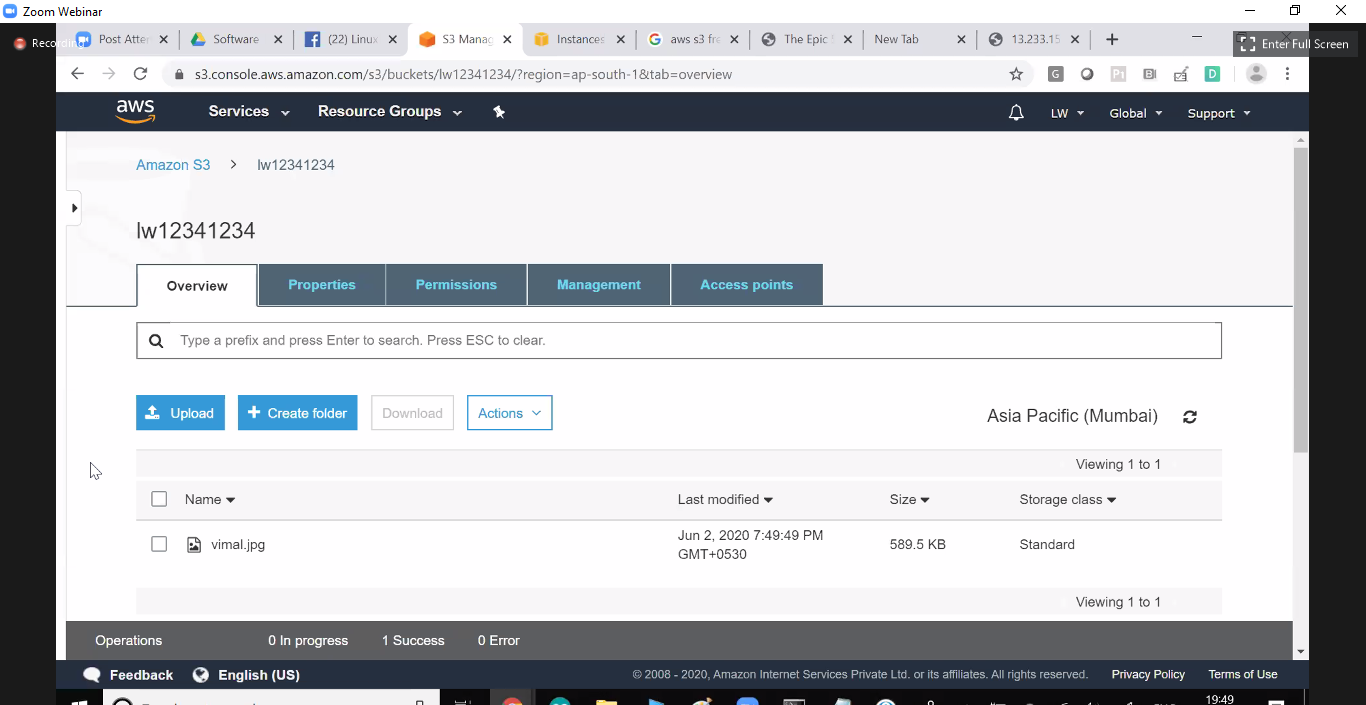 Zoom Webinar
Recording
Post Atten
Software
(22) Linux
S3 Manag
Instances
aws s3 fre
The Epic
New Tab
13.233.15
Enter Full Screen
s3.console.aws.amazon.com/s3/buckets/lw12341234/?region=ap-south-1&tab=overview
aws
Services
Resource Groups
LW
Global
Support
Amazon S3 > lw12341234
lw12341234
Overview
Properties
Permissions
Management
Access points
Type a prefix and press Enter to search. Press ESC to clear.
Upload
+ Create folder
Download
Actions
Asia Pacific (Mumbai)
Viewing 1 to 1
Name
Last modified
Size
Storage class
vimal.jpg
Jun 2, 2020 7:49:49 PM
GMT+0530
589.5 KB
Standard
Viewing 1 to 1
Operations
0 In progress
1 Success
0 Error
Feedback
English (US)
© 2008 - 2020, Amazon Internet Services Private Ltd. or its affiliates. All rights reserved.
Privacy Policy
Terms of Use
19:49